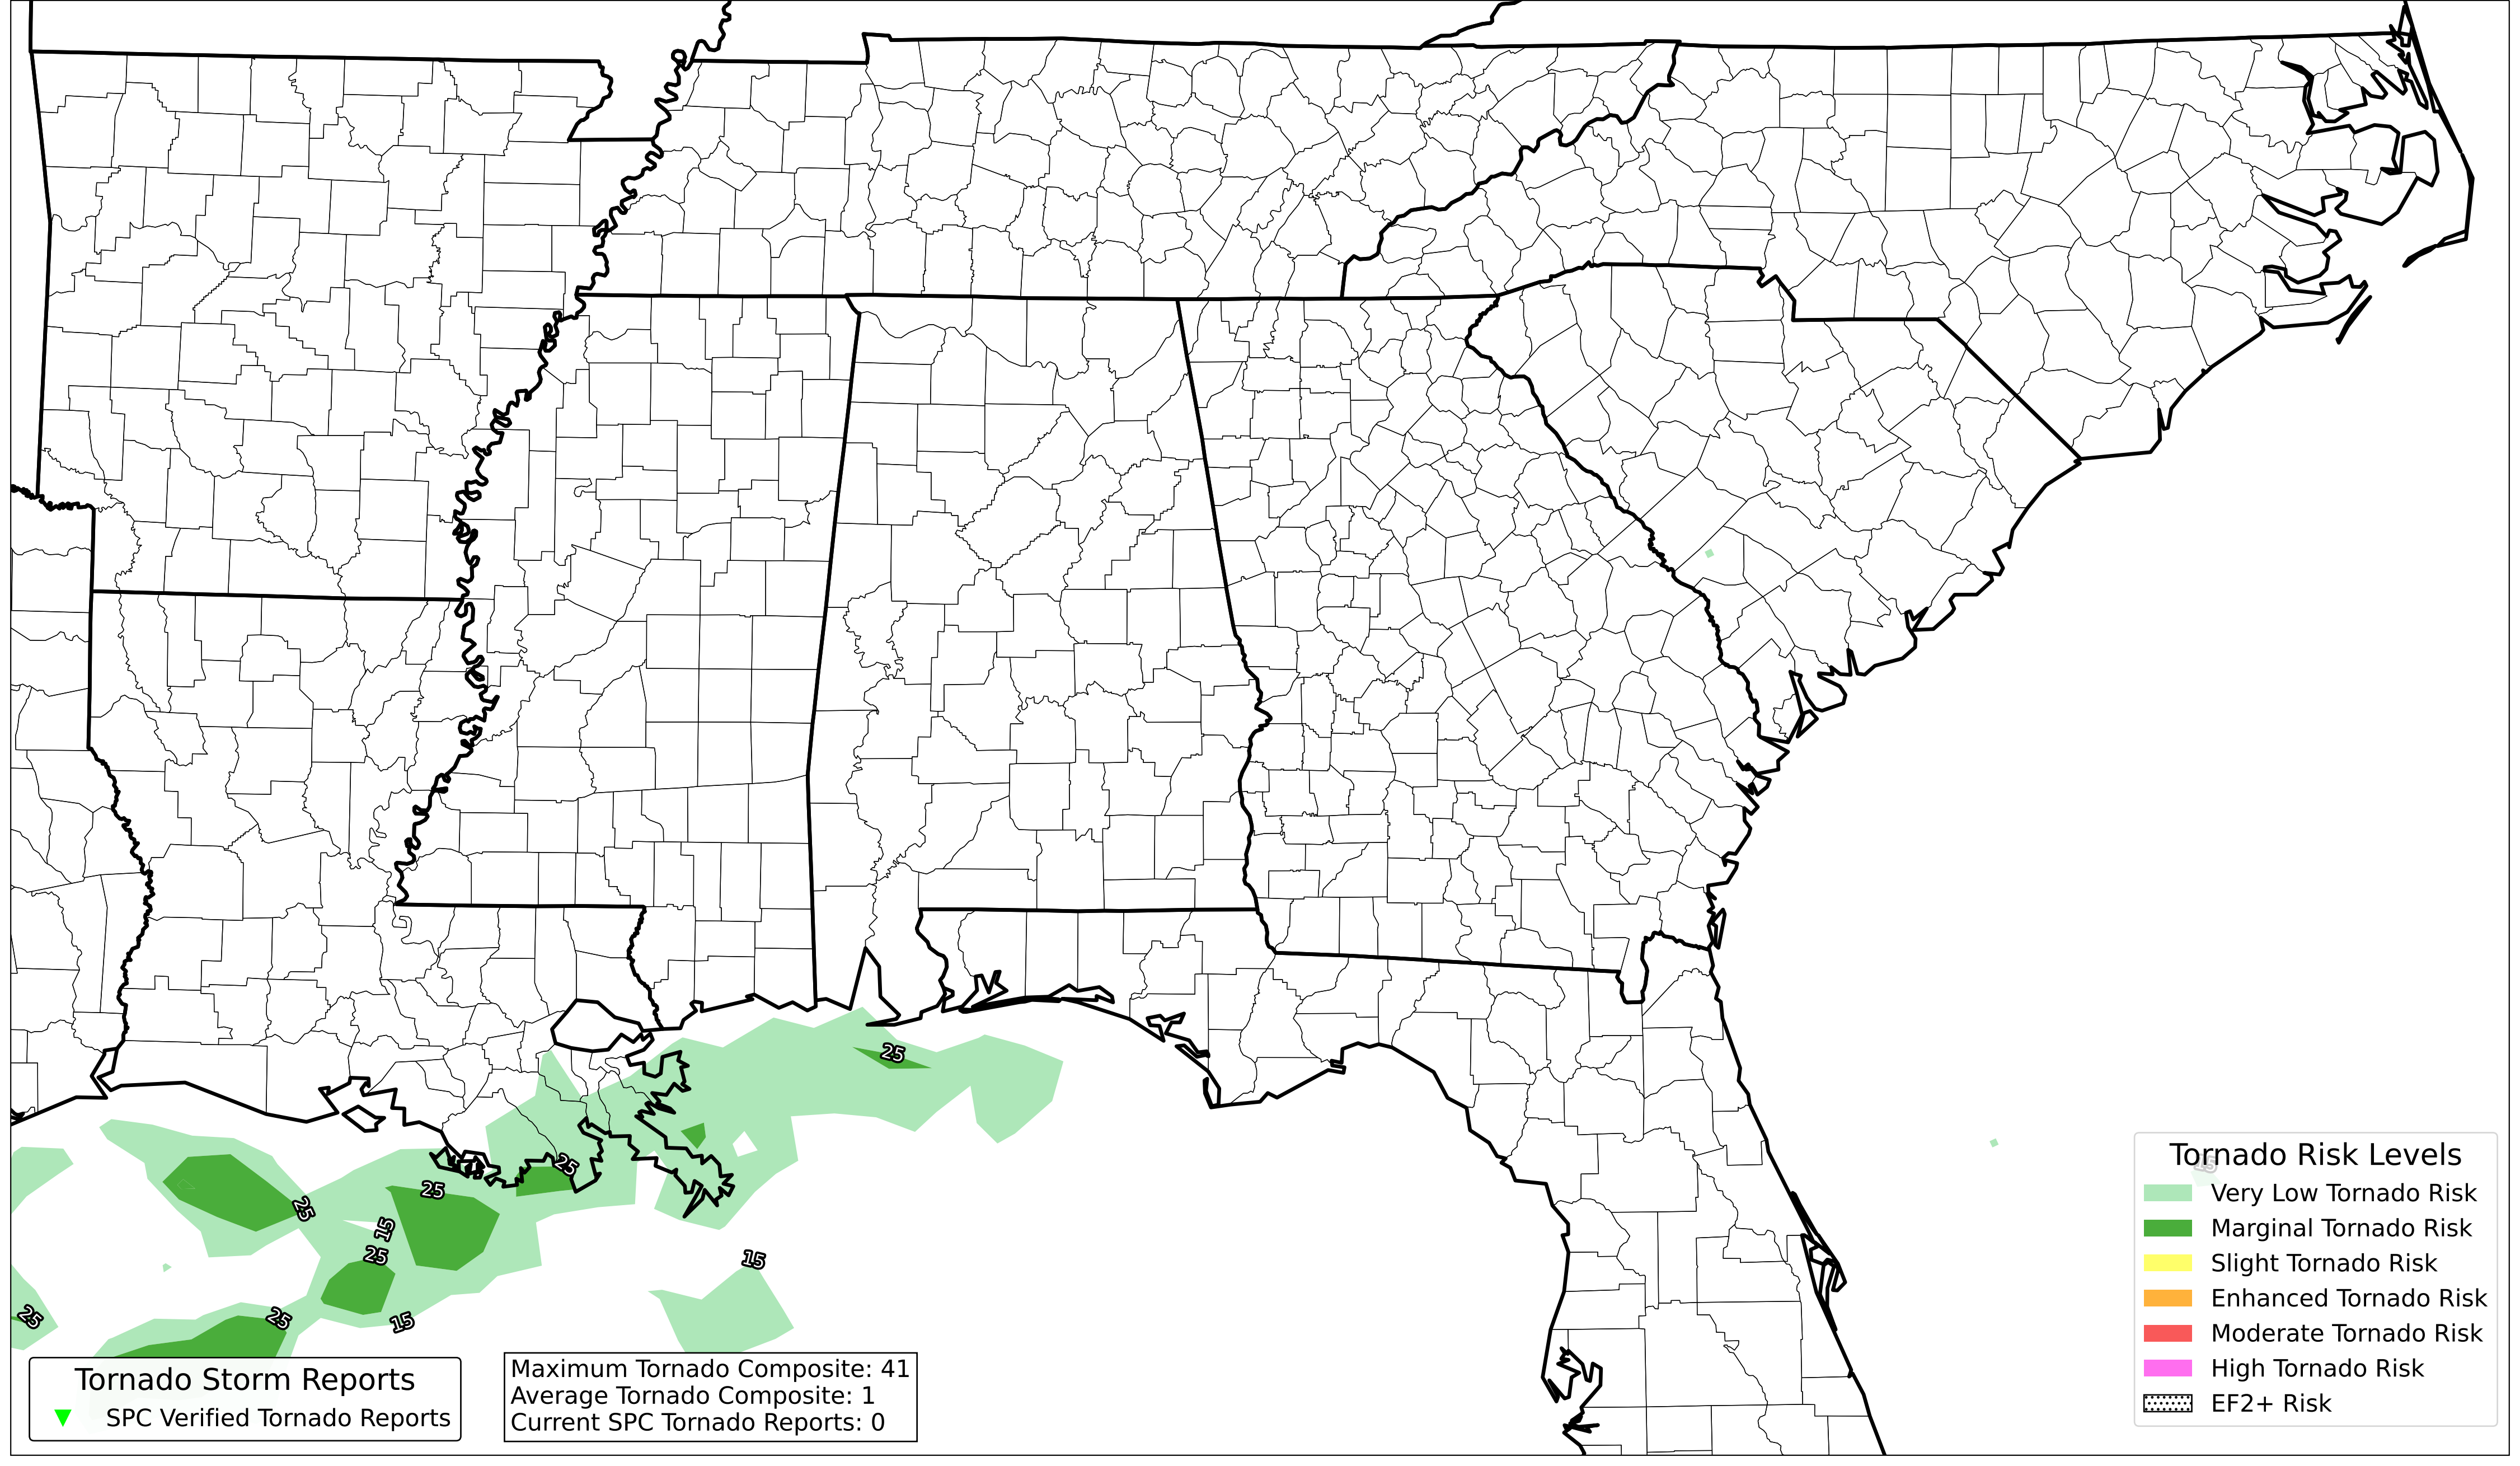 25
25
25
25
15
25
15
25
25
15
15
Tornado Risk Levels
Very Low Tornado Risk
Marginal Tornado Risk
Slight Tornado Risk
Enhanced Tornado Risk
Moderate Tornado Risk
High Tornado Risk
EF2+ Risk
Tornado Storm Reports
SPC Verified Tornado Reports
Maximum Tornado Composite: 41
Average Tornado Composite: 1
Current SPC Tornado Reports: 0